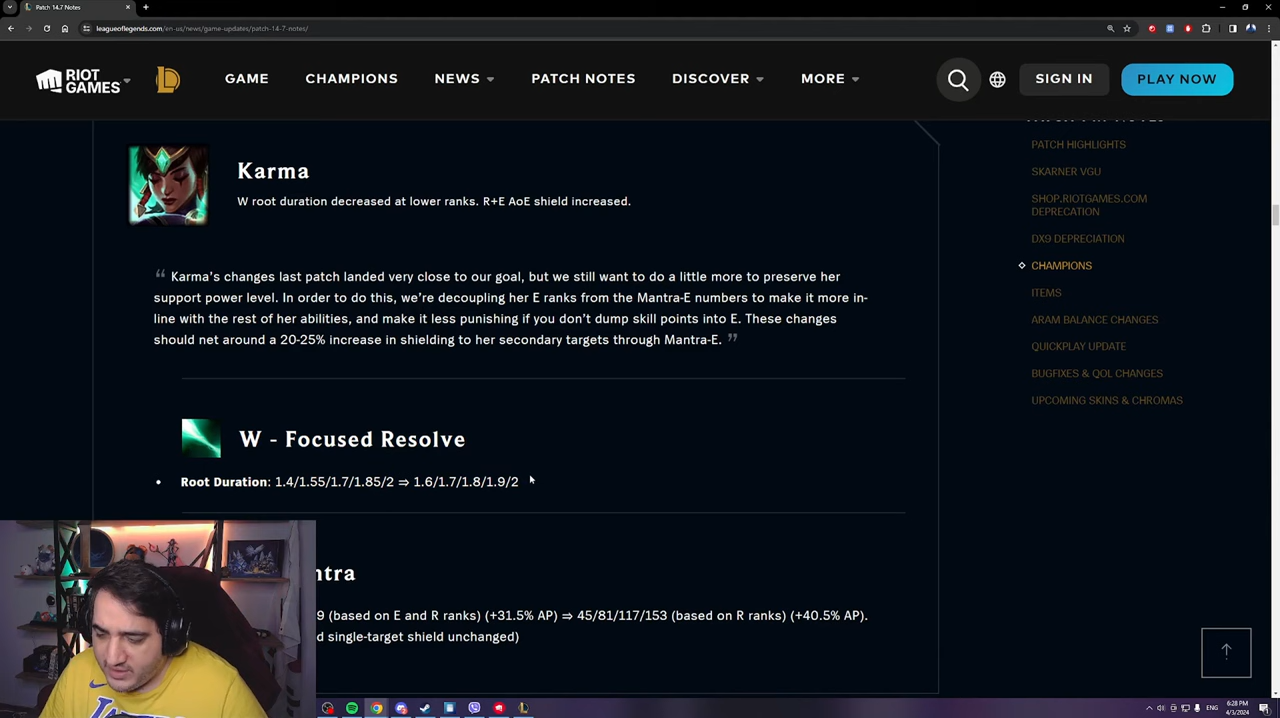 Patch 14.7 Notes
leagueoflegends.com/en-us/news/game-updates/patch-14-7-notes/
RIOT GAMES
GAME
CHAMPIONS
NEWS
PATCH NOTES
DISCOVER
MORE
SIGN IN
PLAY NOW
Karma
W root duration decreased at lower ranks. R+E AoE shield increased.
“ Karma's changes last patch landed very close to our goal, but we still want to do a little more to preserve her
support power level. In order to do this, we're decoupling her E ranks from the Mantra-E numbers to make it more in-
line with the rest of her abilities, and make it less punishing if you don't dump skill points into E. These changes
should net around a 20-25% increase in shielding to her secondary targets through Mantra-E. ”
W - Focused Resolve
• Root Duration: 1.4/1.55/1.7/1.85/2 ⇒ 1.6/1.7/1.8/1.9/2
ntra
9 (based on E and R ranks) (+31.5% AP) ⇒ 45/81/117/153 (based on R ranks) (+40.5% AP).
d single-target shield unchanged)
PATCH HIGHLIGHTS
SKARNER VGU
SHOP.RIOTGAMES.COM
DEPRECATION
DX9 DEPRECIATION
CHAMPIONS
ITEMS
ARAM BALANCE CHANGES
QUICKPLAY UPDATE
BUGFIXES & QOL CHANGES
UPCOMING SKINS & CHROMAS
ENG
6:28 PM
4/3/2024